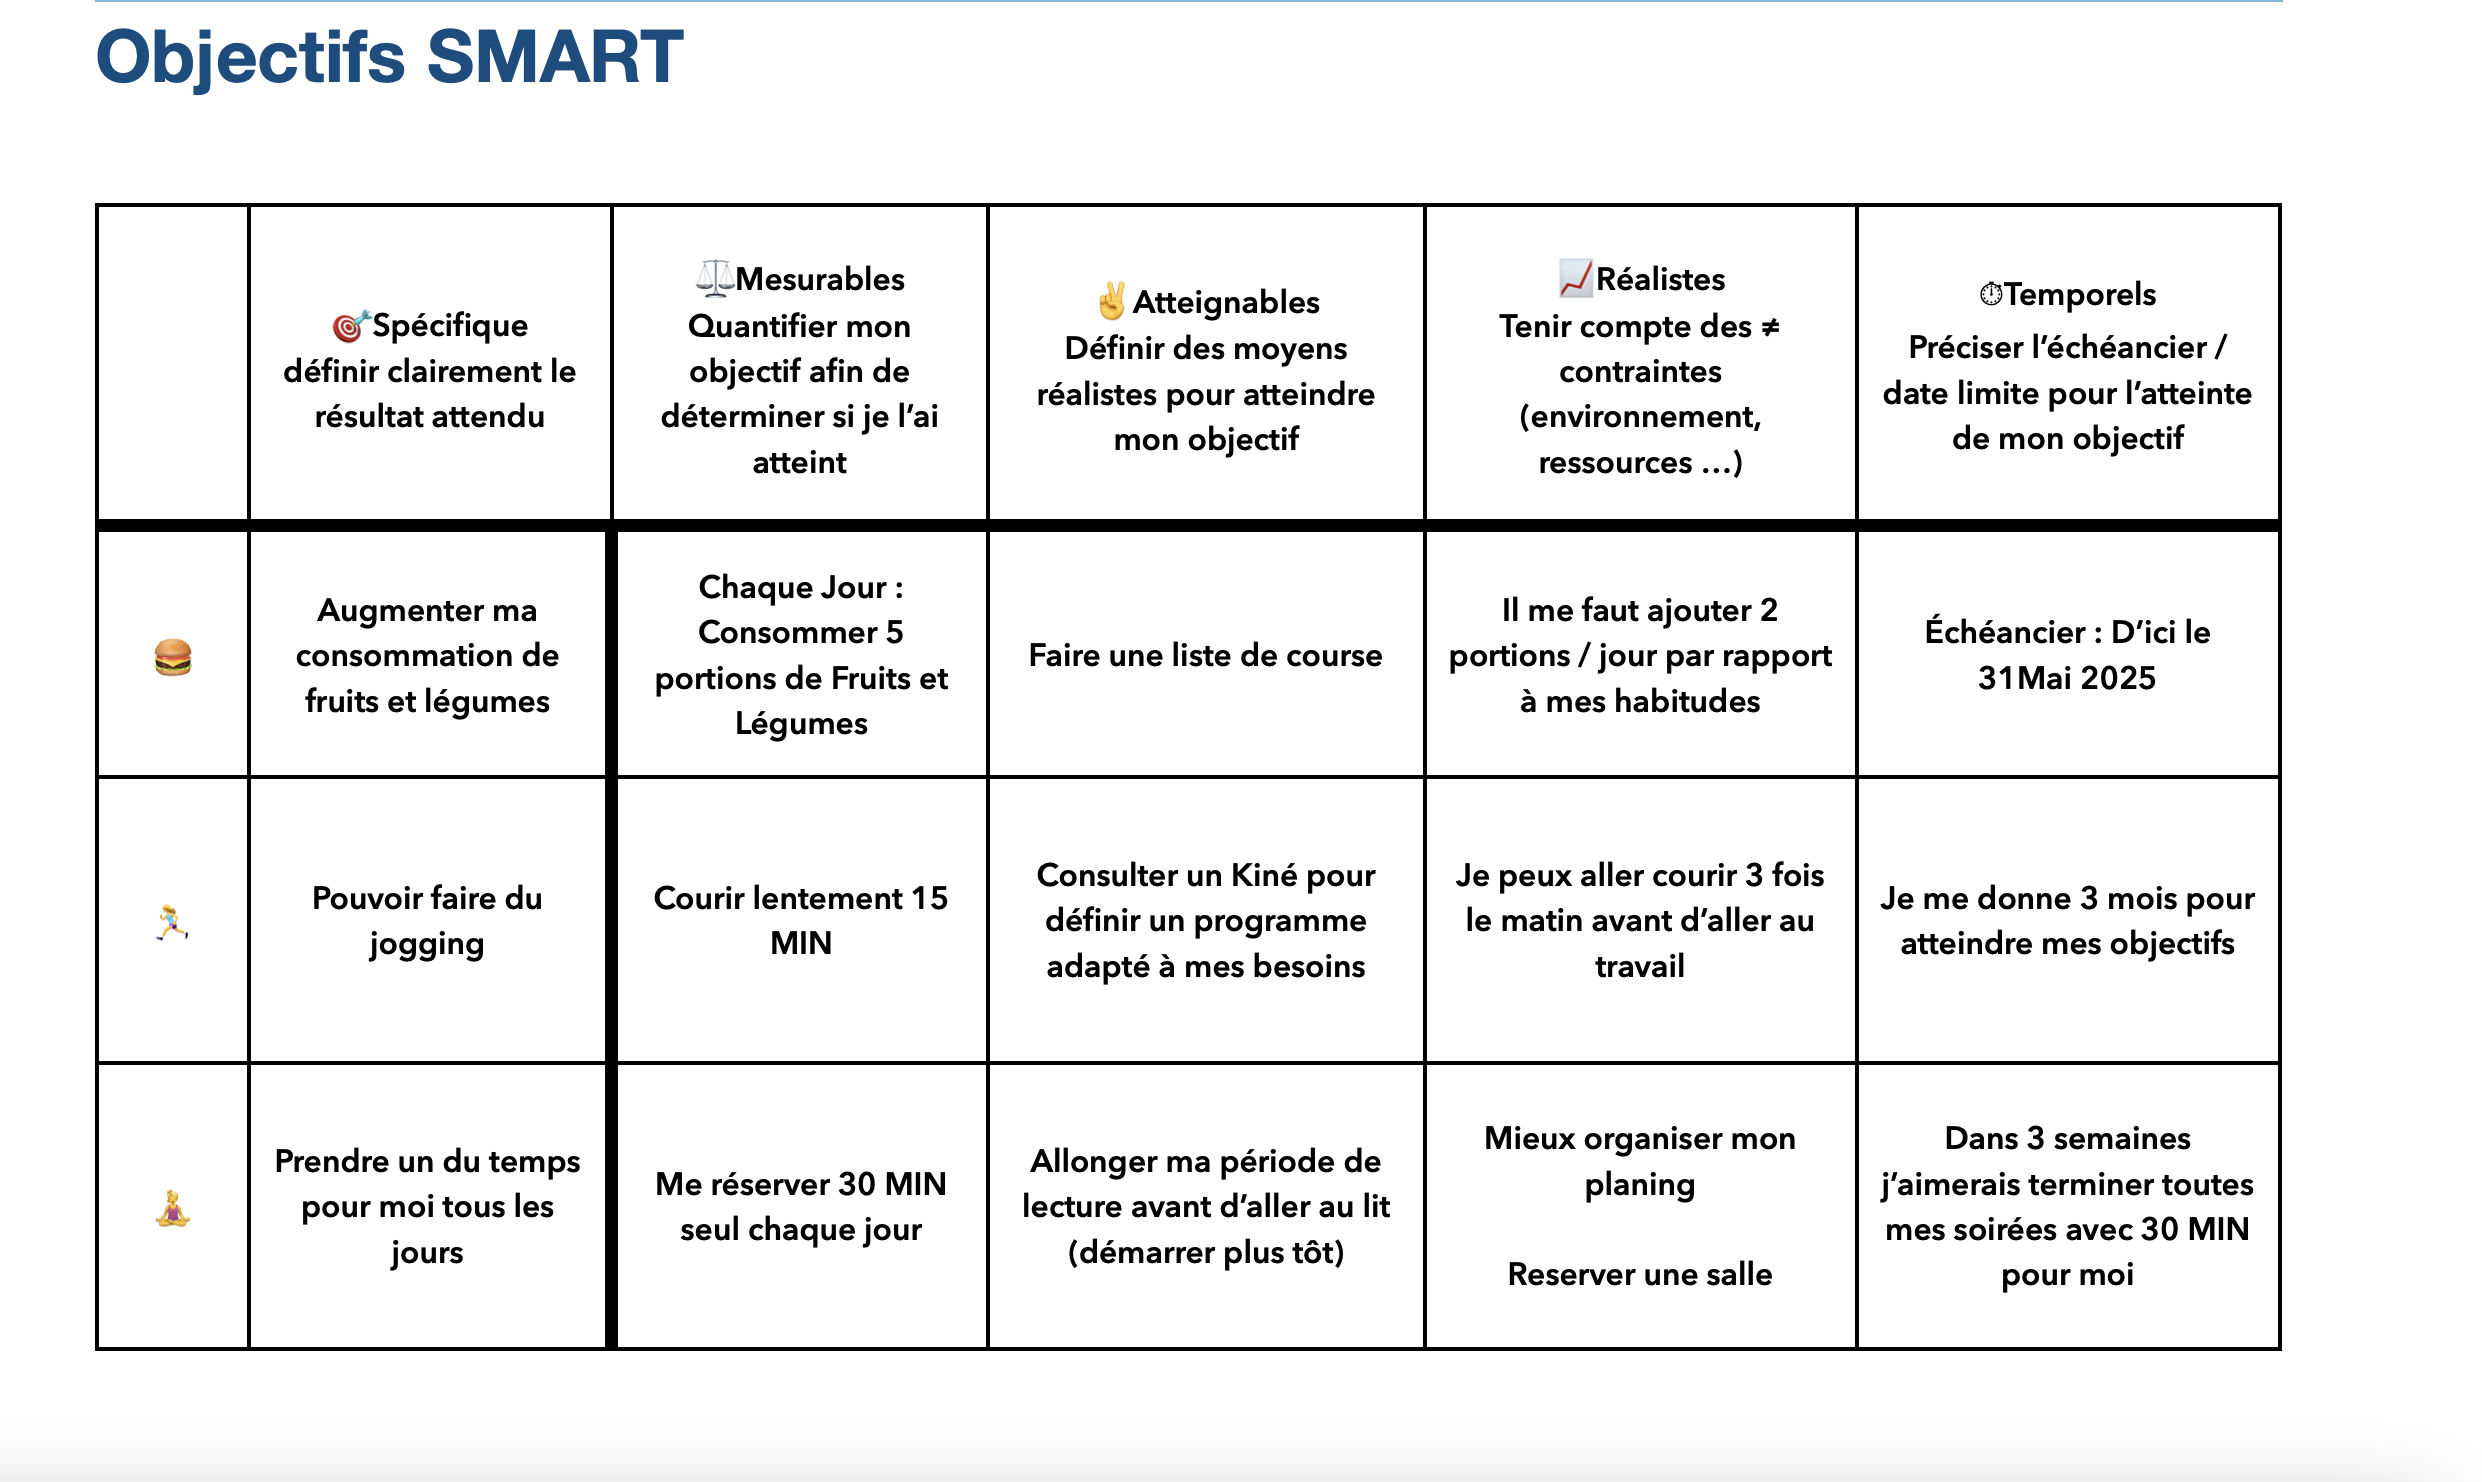 Objectifs SMART
🎯Spécifique
définir clairement le
résultat attendu
⚖️Mesurables
Quantifier mon
objectif afin de
déterminer si je l’ai
atteint
✌️Atteignables
Définir des moyens
réalistes pour atteindre
mon objectif
📈Réalistes
Tenir compte des ≠
contraintes
(environnement,
ressources …)
⏱Temporels
Préciser l’échéancier /
date limite pour l’atteinte
de mon objectif
🍔
Augmenter ma
consommation de
fruits et légumes
Chaque Jour :
Consommer 5
portions de Fruits et
Légumes
Faire une liste de course
Il me faut ajouter 2
portions / jour par rapport
à mes habitudes
Échéancier : D’ici le
31Mai 2025
🏃‍♀️
Pouvoir faire du
jogging
Courir lentement 15
MIN
Consulter un Kiné pour
définir un programme
adapté à mes besoins
Je peux aller courir 3 fois
le matin avant d’aller au
travail
Je me donne 3 mois pour
atteindre mes objectifs
🧘‍♀️
Prendre un du temps
pour moi tous les
jours
Me réserver 30 MIN
seul chaque jour
Allonger ma période de
lecture avant d’aller au lit
(démarrer plus tôt)
Mieux organiser mon
planing
Reserver une salle
Dans 3 semaines
j’aimerais terminer toutes
mes soirées avec 30 MIN
pour moi